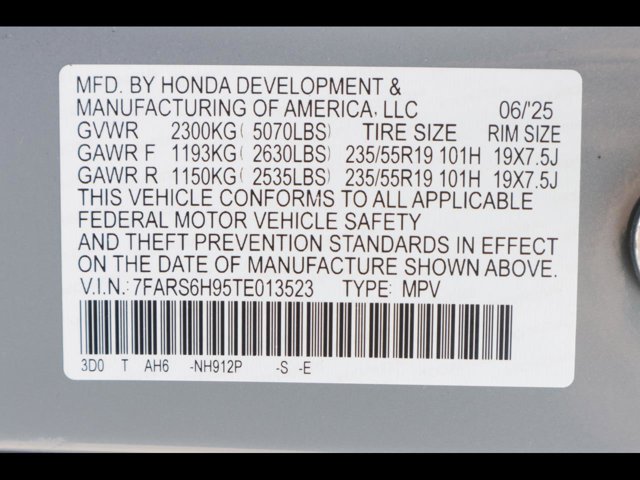 MFD. BY HONDA DEVELOPMENT &
MANUFACTURING OF AMERICA, LLC 06/'25
GVWR 2300KG( 5070LBS) TIRE SIZE RIM SIZE
GAWR F 1193KG( 2630LBS) 235/55R19 101H 19X7.5J
GAWR R 1150KG( 2535LBS) 235/55R19 101H 19X7.5J
THIS VEHICLE CONFORMS TO ALL APPLICABLE
FEDERAL MOTOR VEHICLE SAFETY
AND THEFT PREVENTION STANDARDS IN EFFECT
ON THE DATE OF MANUFACTURE SHOWN ABOVE.
V.I.N.: 7FARS6H95TE013523 TYPE: MPV
3D0 T AH6 -NH912P -S -E